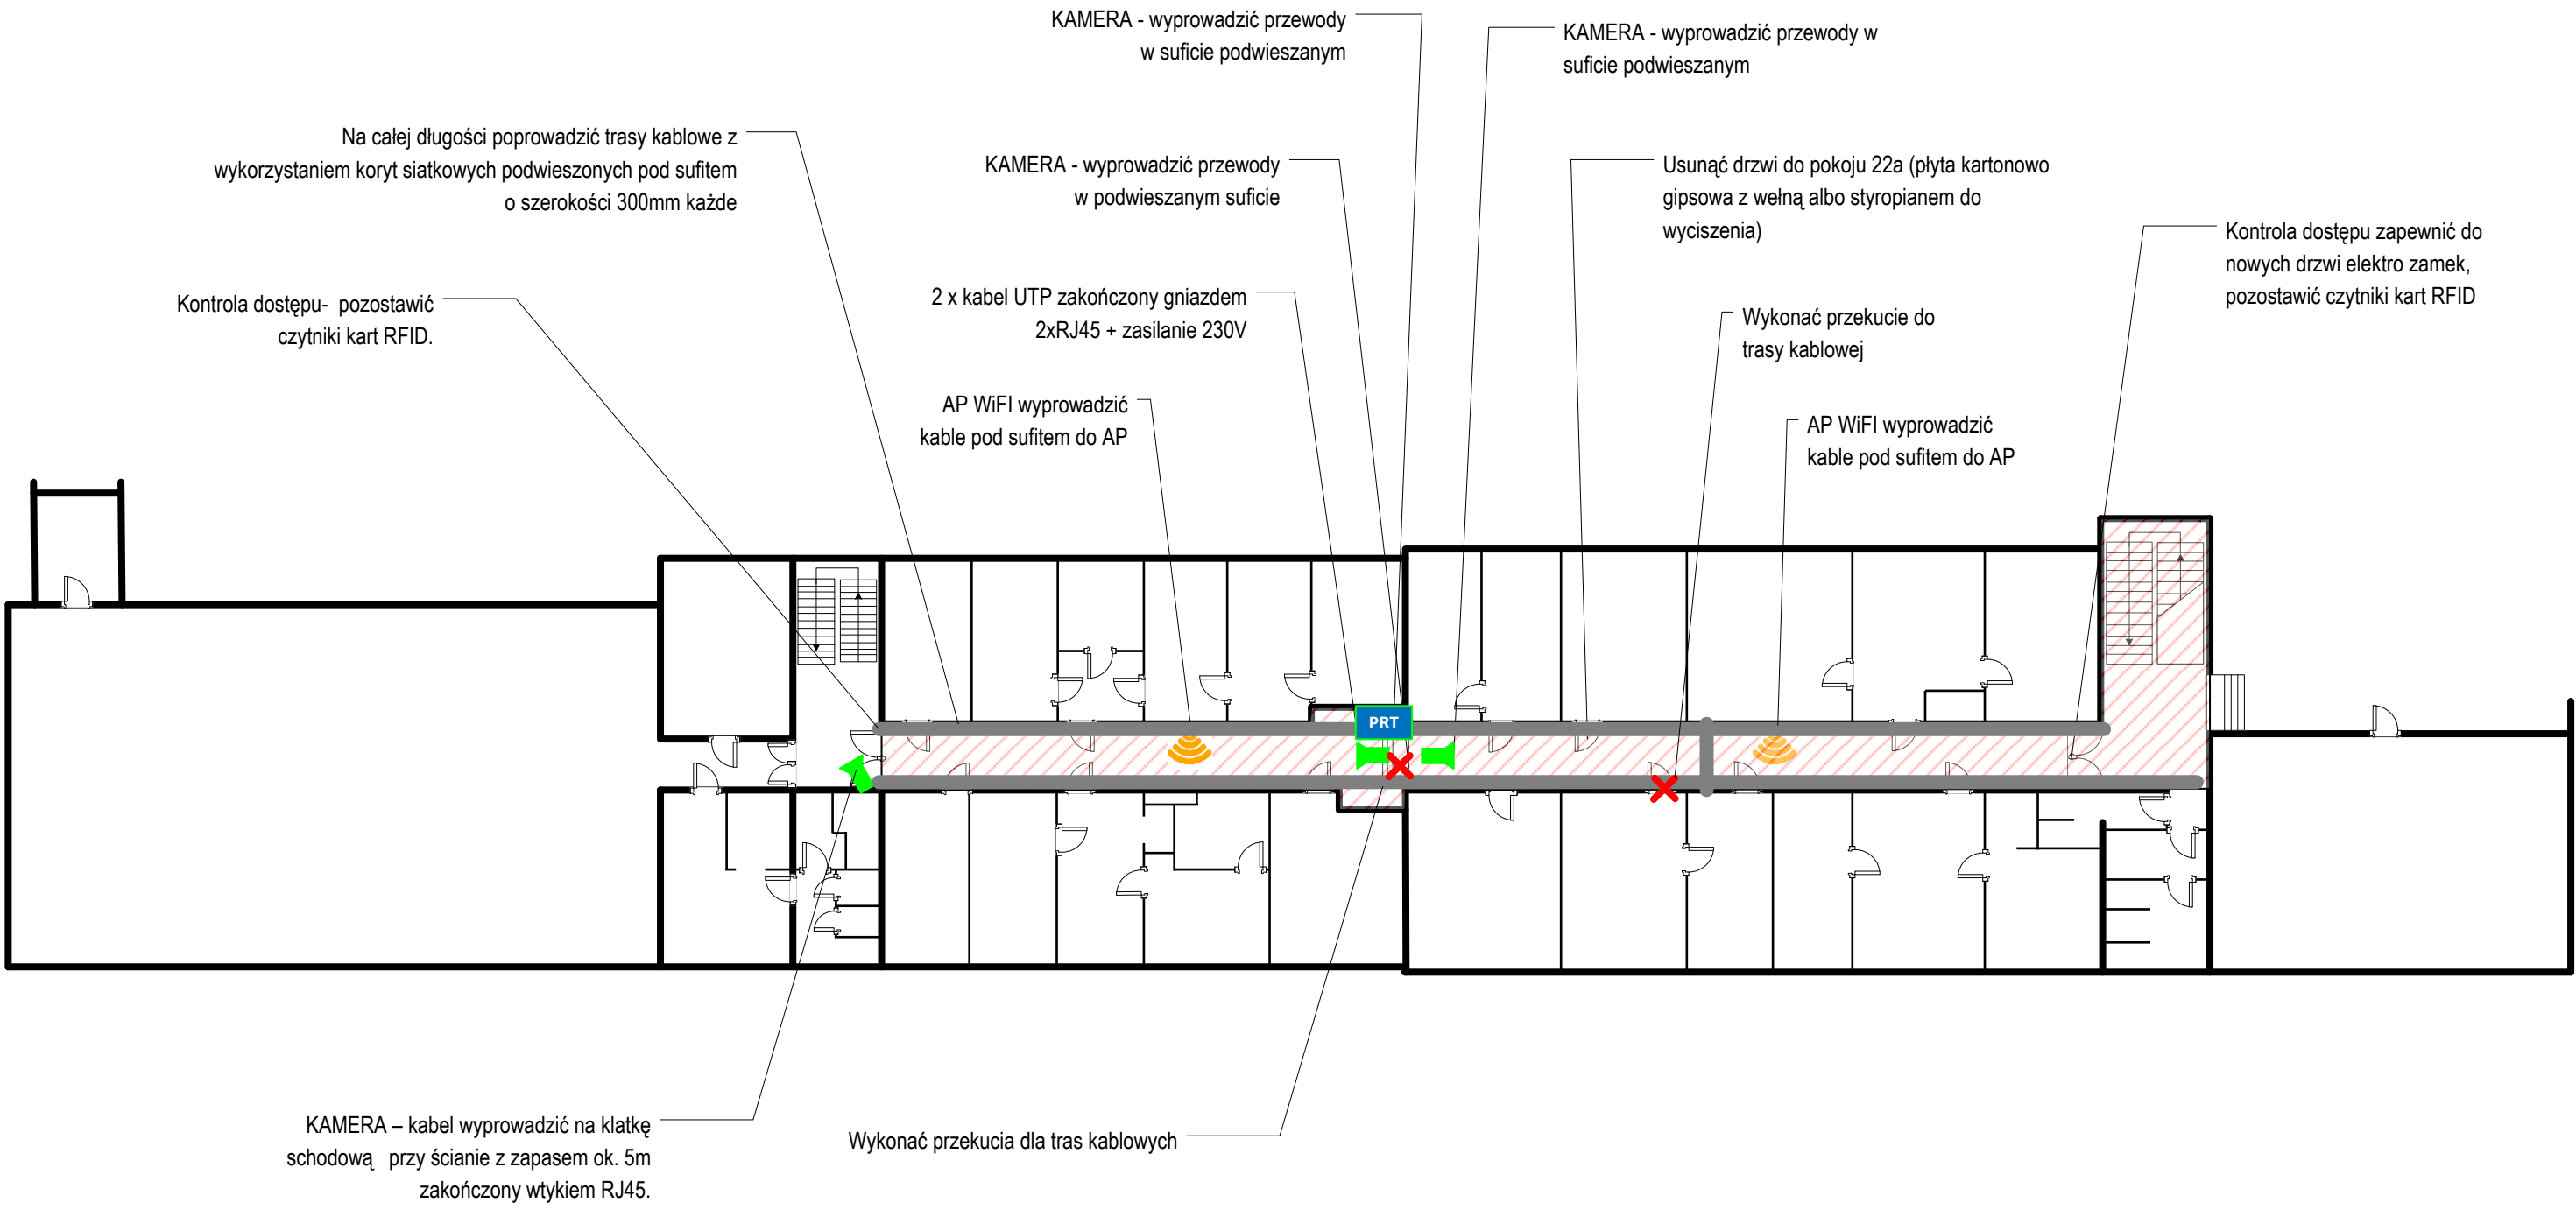 KAMERA - wyprowadzić przewody
w suficie podwieszanym
KAMERA - wyprowadzić przewody w
suficie podwieszanym
Na całej długości poprowadzić trasy kablowe z
wykorzystaniem koryt siatkowych podwieszonych pod sufitem
o szerokości 300mm każde
KAMERA - wyprowadzić przewody
w podwieszanym suficie
Usunąć drzwi do pokoju 22a (płyta kartonowo
gipsowa z wełną albo styropianem do
wyciszenia)
Kontrola dostępu zapewnić do
nowych drzwi elektro zamek,
pozostawić czytniki kart RFID
Kontrola dostępu- pozostawić
czytniki kart RFID.
2 x kabel UTP zakończony gniazdem
2xRJ45 + zasilanie 230V
Wykonać przekucie do
trasy kablowej
AP WiFI wyprowadzić
kable pod sufitem do AP
AP WiFI wyprowadzić
kable pod sufitem do AP
PRT
KAMERA – kabel wyprowadzić na klatkę
schodową przy ścianie z zapasem ok. 5m
zakończony wtykiem RJ45.
Wykonać przekucia dla tras kablowych